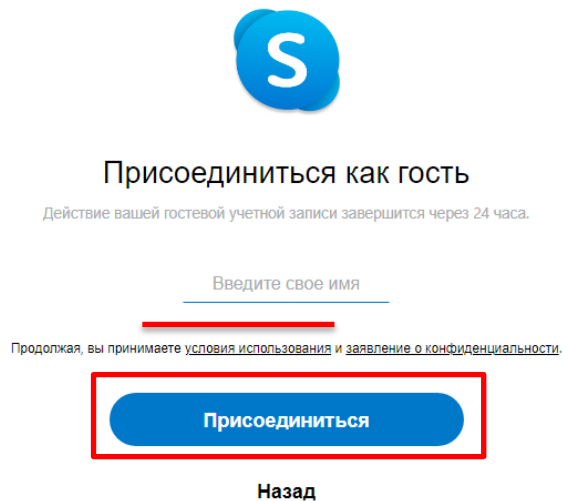 S
Присоединиться как гость
Действие вашей гостевой учетной записи завершится через 24 часа.
Введите свое имя
Продолжая, вы принимаете условия использования и заявление о конфиденциальности.
Присоединиться
Назад